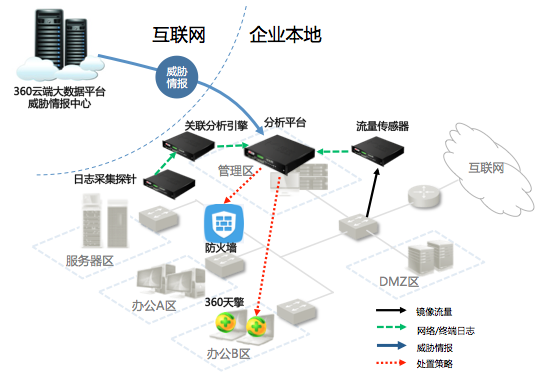 互联网
企业本地
威胁
情报
360云端大数据平台
威胁情报中心
关联分析引擎
分析平台
流量传感器
日志采集探针
管理区
互联网
防火墙
服务器区
办公A区
360天擎
DMZ区
办公B区
镜像流量
网络/终端日志
威胁情报
处置策略